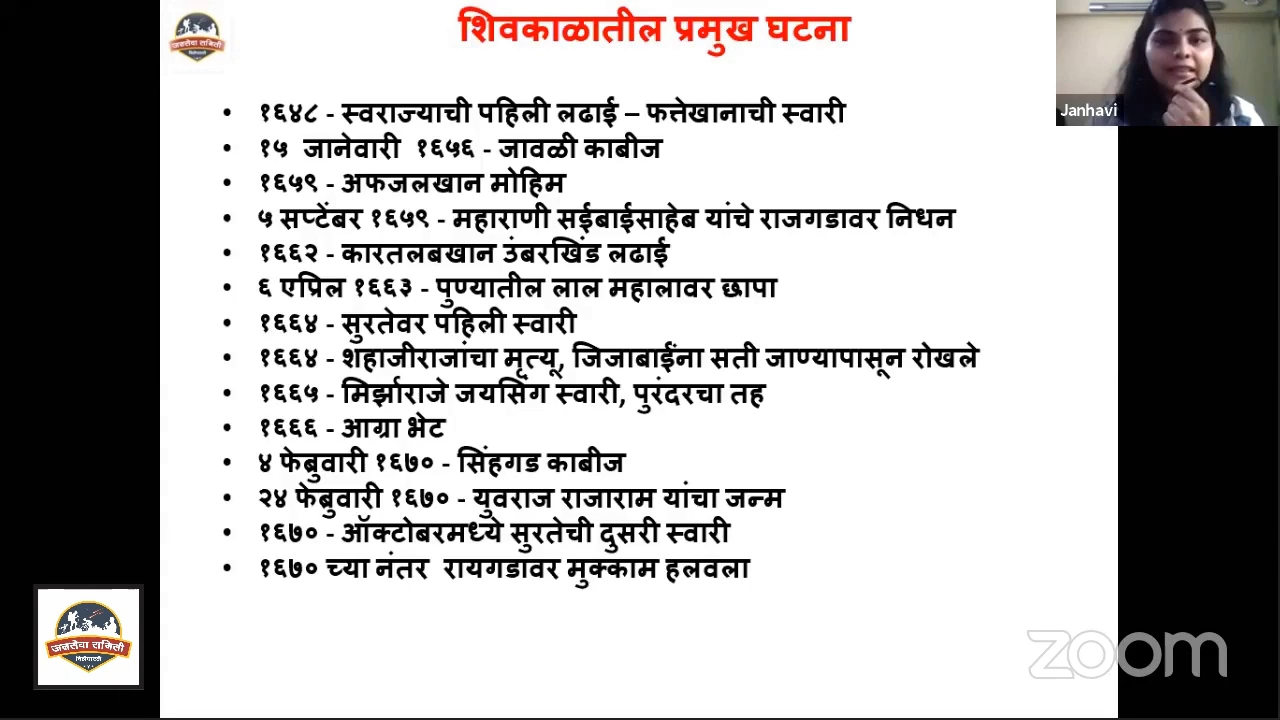 शिवकाळातील प्रमुख घटना
Janhavi
• १६४८ - स्वराज्याची पहिली लढाई – फत्तेखानाची स्वारी
• १५ जानेवारी १६५६ - जावळी काबीज
• १६५९ - अफजलखान मोहिम
• ५ सप्टेंबर १६५९ - महाराणी सईबाईसाहेब यांचे राजगडावर निधन
• १६६२ - कारतलबखान उंबरखिंड लढाई
• ६ एप्रिल १६६३ - पुण्यातील लाल महालावर छापा
• १६६४ - सुरतेवर पहिली स्वारी
• १६६४ - शहाजीराजांचा मृत्यू, जिजाबाईंना सती जाण्यापासून रोखले
• १६६५ - मिर्झाराजे जयसिंग स्वारी, पुरंदरचा तह
• १६६६ - आग्रा भेट
• ४ फेब्रुवारी १६७० - सिंहगड काबीज
• २४ फेब्रुवारी १६७० - युवराज राजाराम यांचा जन्म
• १६७० - ऑक्टोबरमध्ये सुरतेची दुसरी स्वारी
• १६७० च्या नंतर रायगडावर मुक्काम हलवला
zoom